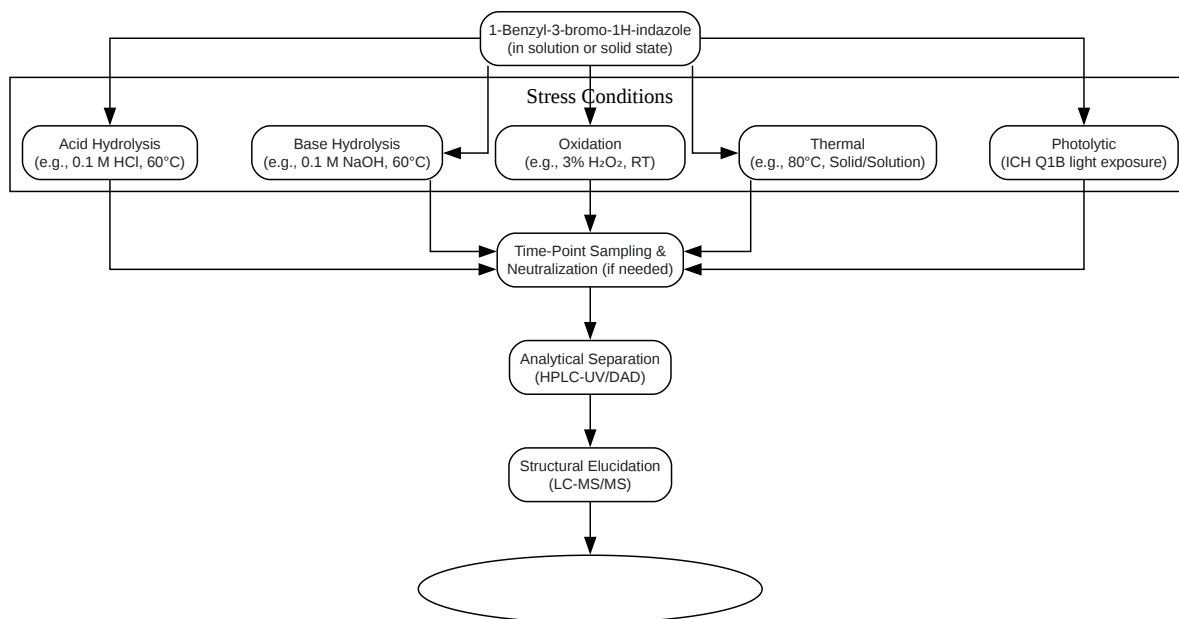 1-Benzyl-3-bromo-1H-indazole
(in solution or solid state)
Stress Conditions
Acid Hydrolysis
(e.g., 0.1 M HCl, 60°C)
Base Hydrolysis
(e.g., 0.1 M NaOH, 60°C)
Oxidation
(e.g., 3% H₂O₂, RT)
Thermal
(e.g., 80°C, Solid/Solution)
Photolytic
(ICH Q1B light exposure)
Time-Point Sampling &
Neutralization (if needed)
Analytical Separation
(HPLC-UV/DAD)
Structural Elucidation
(LC-MS/MS)